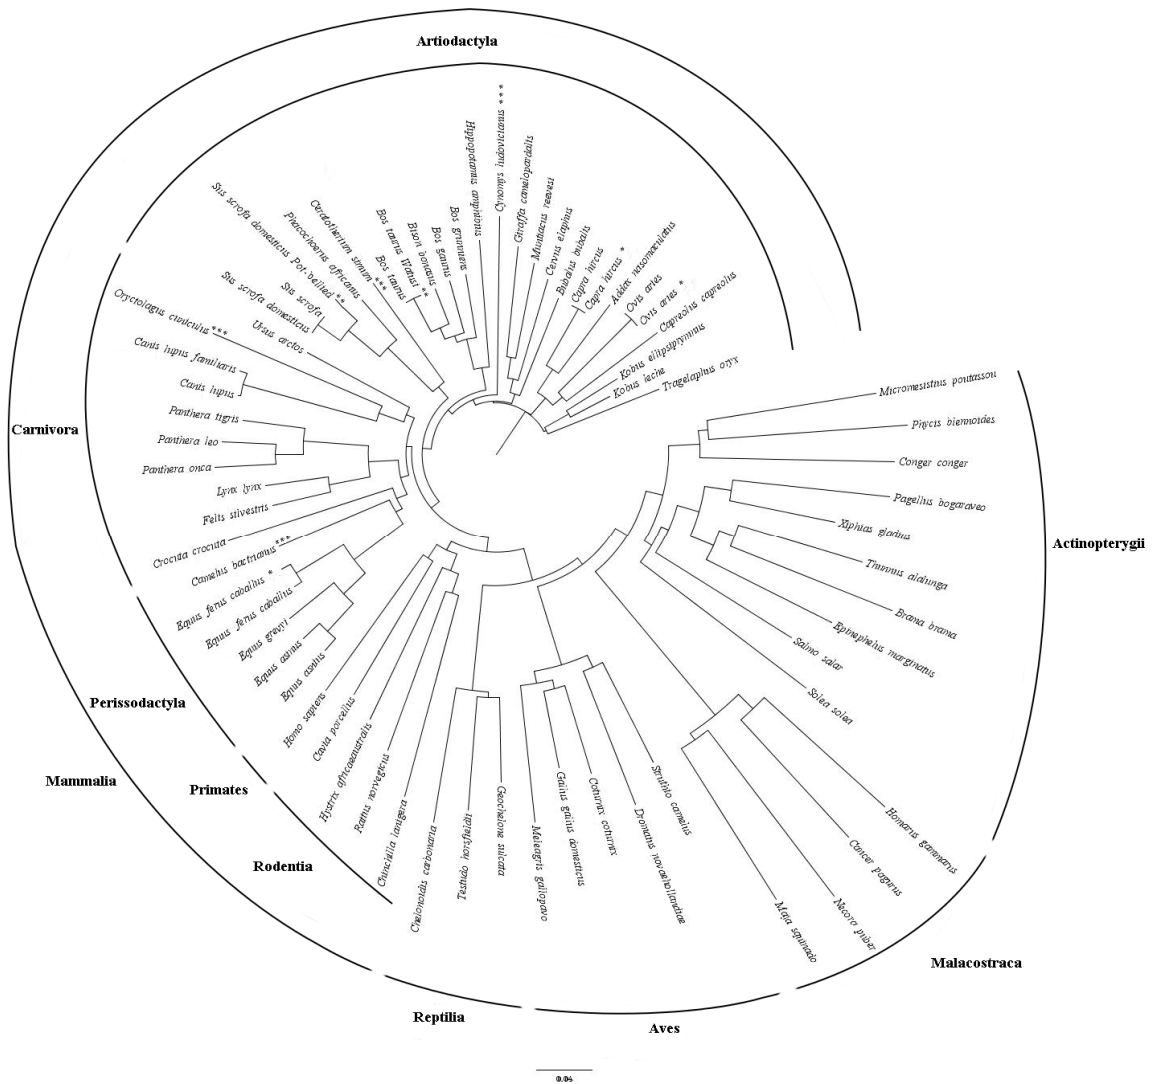 Artiodactyla
Cynomys ludovicianus ***
Hippopotamus amphibius
Giraffa camelopardalis
Muntiacus reevesi
Cervus elaphus
Bubalus bubalis
Capra hircus
Capra hircus *
Addax nasomaculatus
Ovis aries
Ovis aries *
Capreolus capreolus
Kobus ellipsiprymnus
Kobus leche
Tragelaphus oryx
Bos grunniens
Bos gaurus
Bison bonasus
Bos taurus Watusi **
Bos taurus
Ceratotherium simum ***
Phacochoerus africanus
Sus scrofa domesticus Pot-bellied **
Sus scrofa
Sus scrofa domesticus
Ursus arctos
Oryctolagus cuniculus ***
Canis lupus familiaris
Canis lupus
Panthera tigris
Panthera leo
Panthera onca
Lynx lynx
Felis silvestris
Crocuta crocuta
Camelus bactrianus ***
Equus ferus caballus *
Equus ferus caballus
Equus grevyi
Equus asinus
Equus asinus
Homo sapiens
Cavia porcellus
Hystrix africaeaustralis
Rattus norvegicus
Chinchilla lanigera
Chelonoidis carbonaria
Testudo horsfieldii
Geochelone sulcata
Meleagris gallopavo
Gallus gallus domesticus
Coturnix coturnix
Dromaius novaehollandiae
Struthio camelus
Maja squinado
Necora puber
Cancer pagurus
Homarus gammarus
Solea solea
Salmo salar
Epinephelus marginatus
Brama brama
Thunnus alalunga
Xiphias gladius
Pagellus bogaraveo
Conger conger
Phycis blennoides
Micromesistius poutassou
Carnivora
Actinopterygii
Perissodactyla
Mammalia
Primates
Rodentia
Malacostraca
Reptilia
Aves
0.04